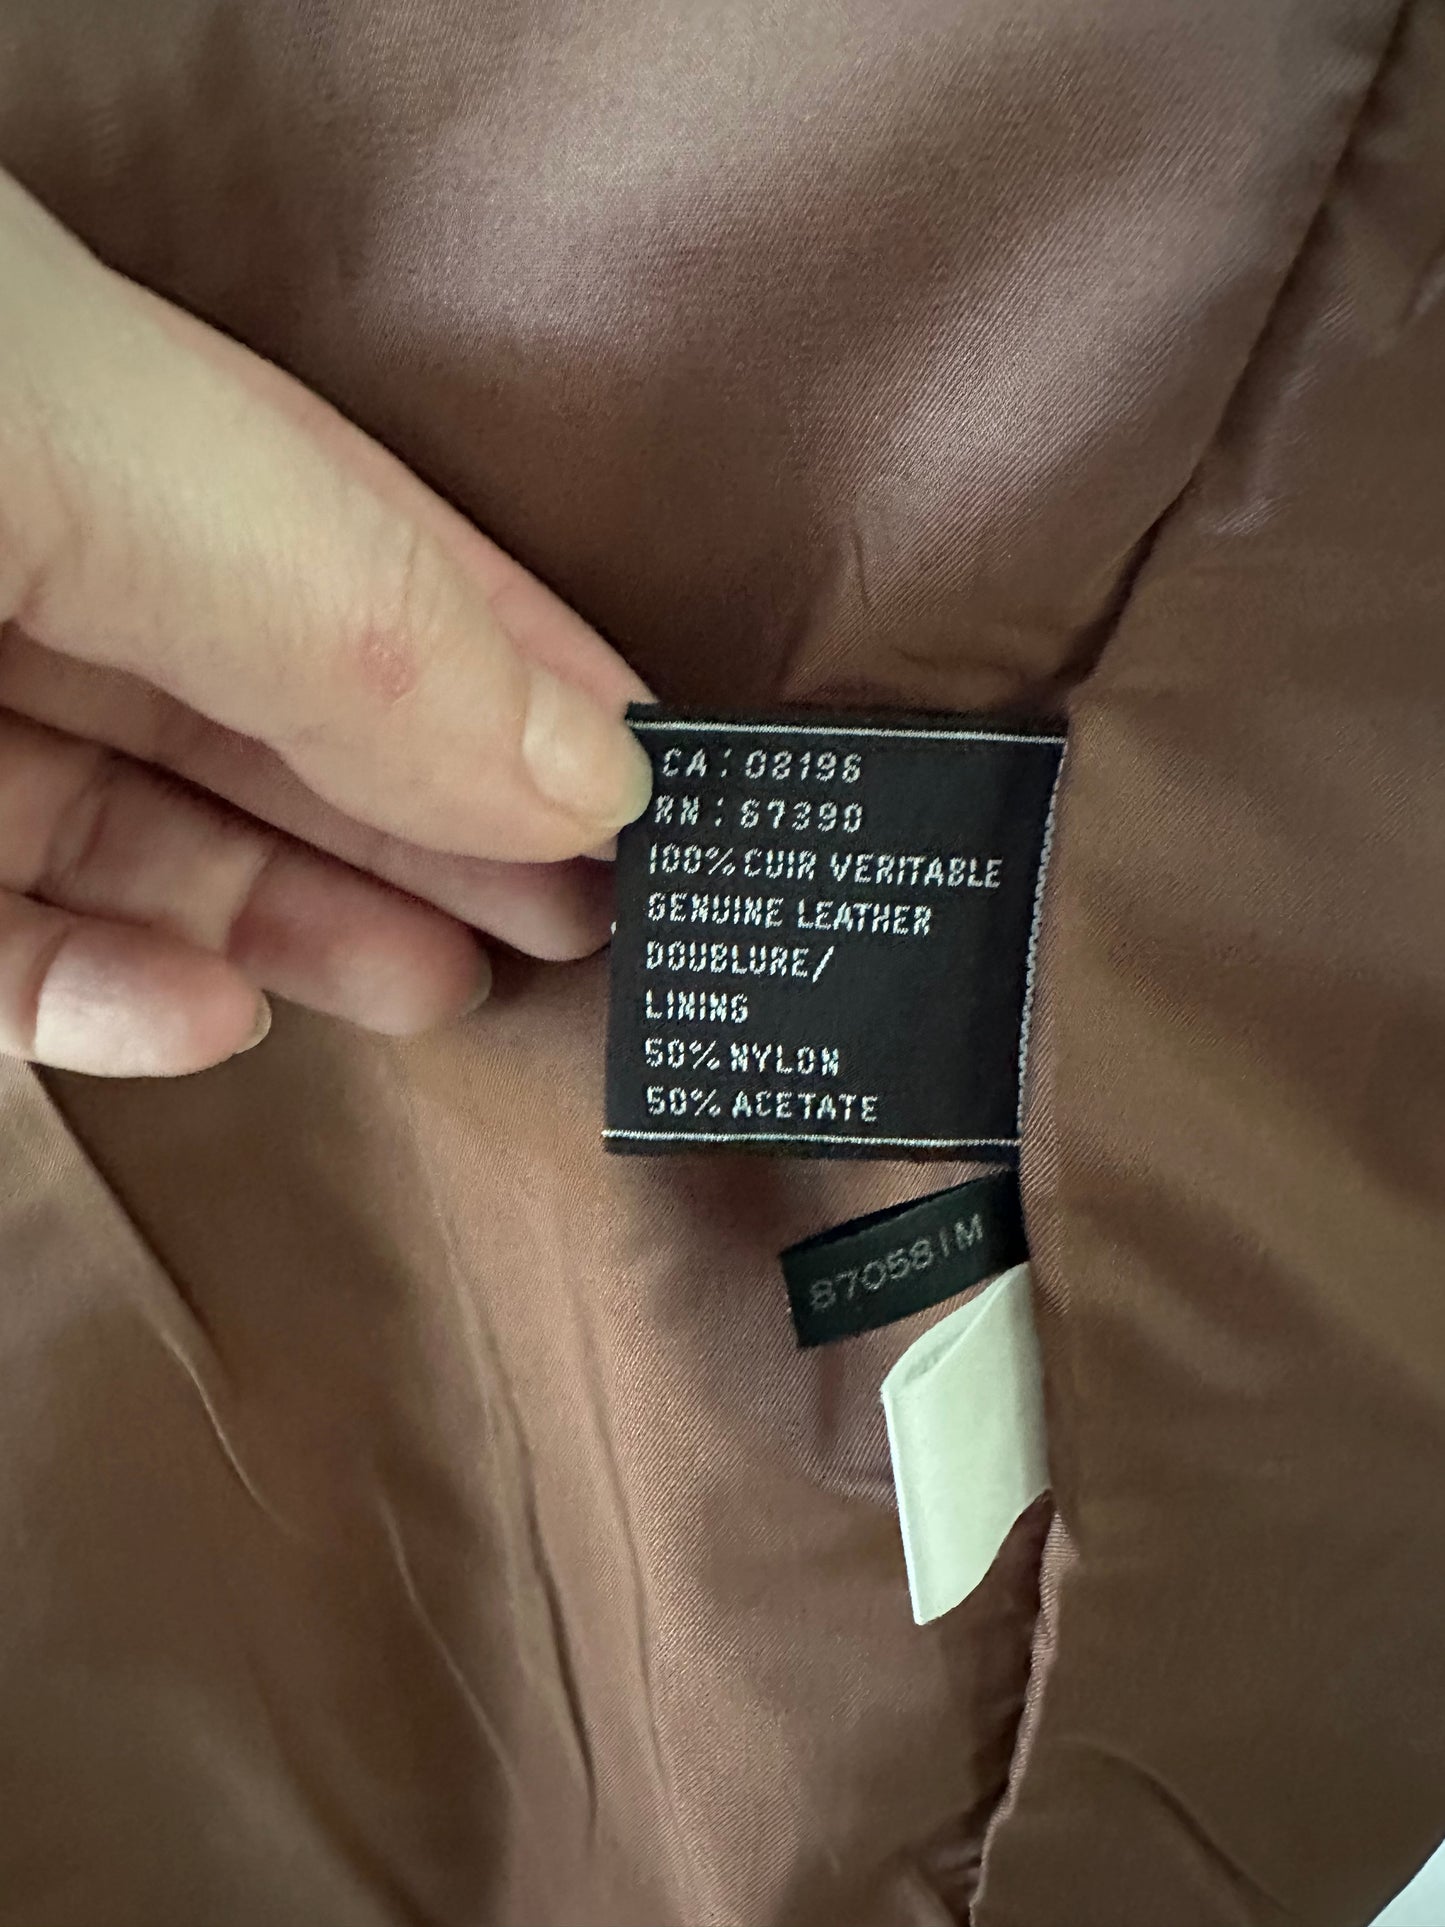 CA: 08196
RN: 67390
100% CUIR VERITABLE
GENUINE LEATHER
DOUBLURE/
LINING
50% NYLON
50% ACETATE
870581M